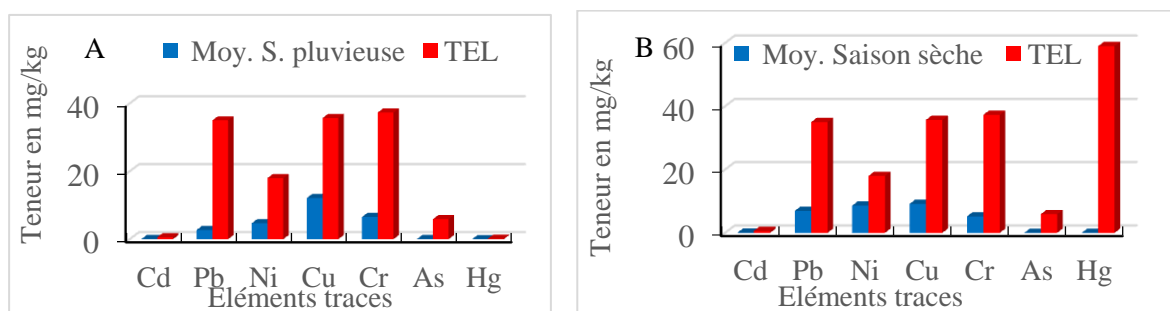 A
Moy. S. pluvieuse
TEL
Teneur en mg/kg
40
20
0
Cd Pb Ni Cu Cr As Hg
Eléments traces
B
Moy. Saison sèche
TEL
Teneur en mg/kg
60
40
20
0
Cd Pb Ni Cu Cr As Hg
Eléments traces